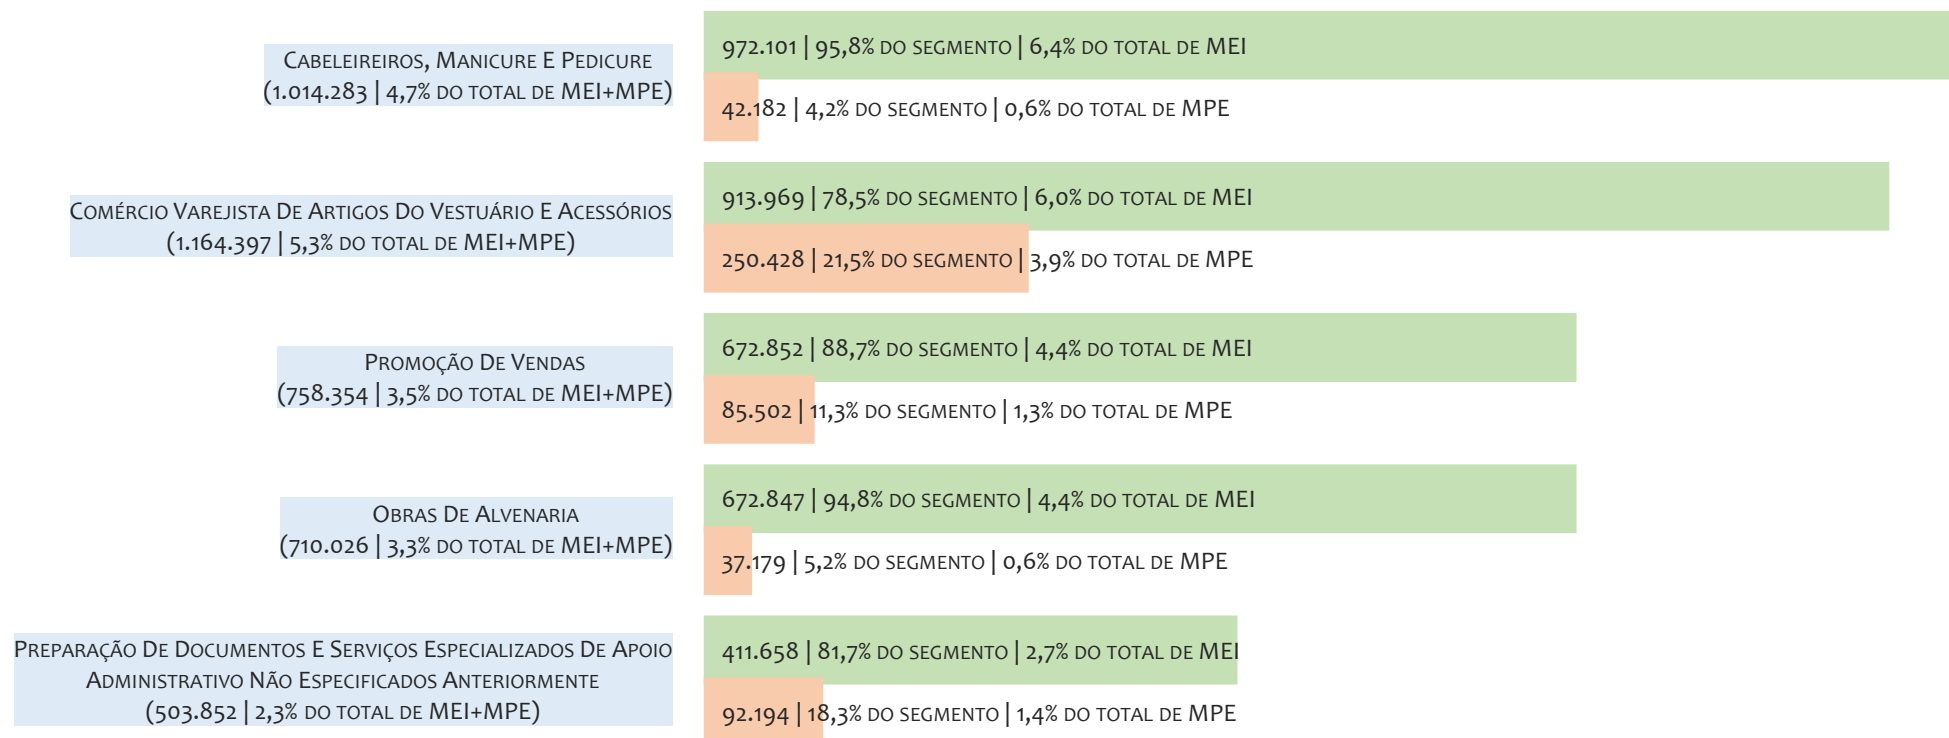 Cabeleireiros, Manicure E Pedicure
(1.014.283 | 4,7% do total de MEI+MPE)
972.101 | 95,8% do segmento | 6,4% do total de MEI
42.182 | 4,2% do segmento | 0,6% do total de MPE
Comércio Varejista De Artigos Do Vestuário E Acessórios
(1.164.397 | 5,3% do total de MEI+MPE)
913.969 | 78,5% do segmento | 6,0% do total de MEI
250.428 | 21,5% do segmento | 3,9% do total de MPE
Promoção De Vendas
(758.354 | 3,5% do total de MEI+MPE)
672.852 | 88,7% do segmento | 4,4% do total de MEI
85.502 | 11,3% do segmento | 1,3% do total de MPE
Obras De Alvenaria
(710.026 | 3,3% do total de MEI+MPE)
672.847 | 94,8% do segmento | 4,4% do total de MEI
37.179 | 5,2% do segmento | 0,6% do total de MPE
Preparação De Documentos E Serviços Especializados De Apoio
Administrativo Não Especificados Anteriormente
(503.852 | 2,3% do total de MEI+MPE)
411.658 | 81,7% do segmento | 2,7% do total de MEI
92.194 | 18,3% do segmento | 1,4% do total de MPE